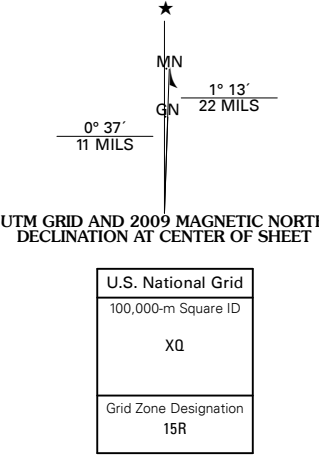 ★
MN
GN
1° 13´
22 MILS
0° 37´
11 MILS
UTM GRID AND 2009 MAGNETIC NORTH
DECLINATION AT CENTER OF SHEET
U.S. National Grid
100,000-m Square ID
XQ
Grid Zone Designation
15R